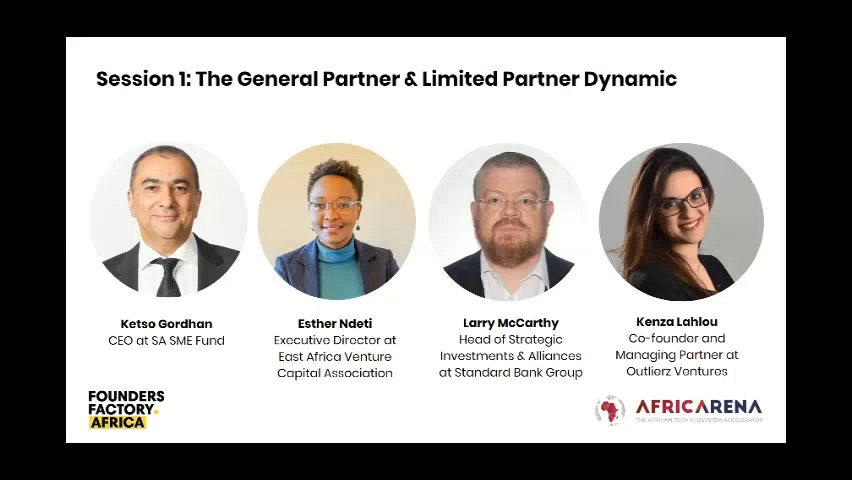 Session 1: The General Partner & Limited Partner Dynamic
Ketso Gordhan
CEO at SA SME Fund
Esther Ndeti
Executive Director at
East Africa Venture
Capital Association
Larry McCarthy
Head of Strategic
Investments & Alliances
at Standard Bank Group
Kenza Lahlou
Co-founder and
Managing Partner at
Outlierz Ventures
FOUNDERS
FACTORY.
AFRICA
AFRICARENA
THE AFRICAN TECH ECOSYSTEM ACCELERATOR